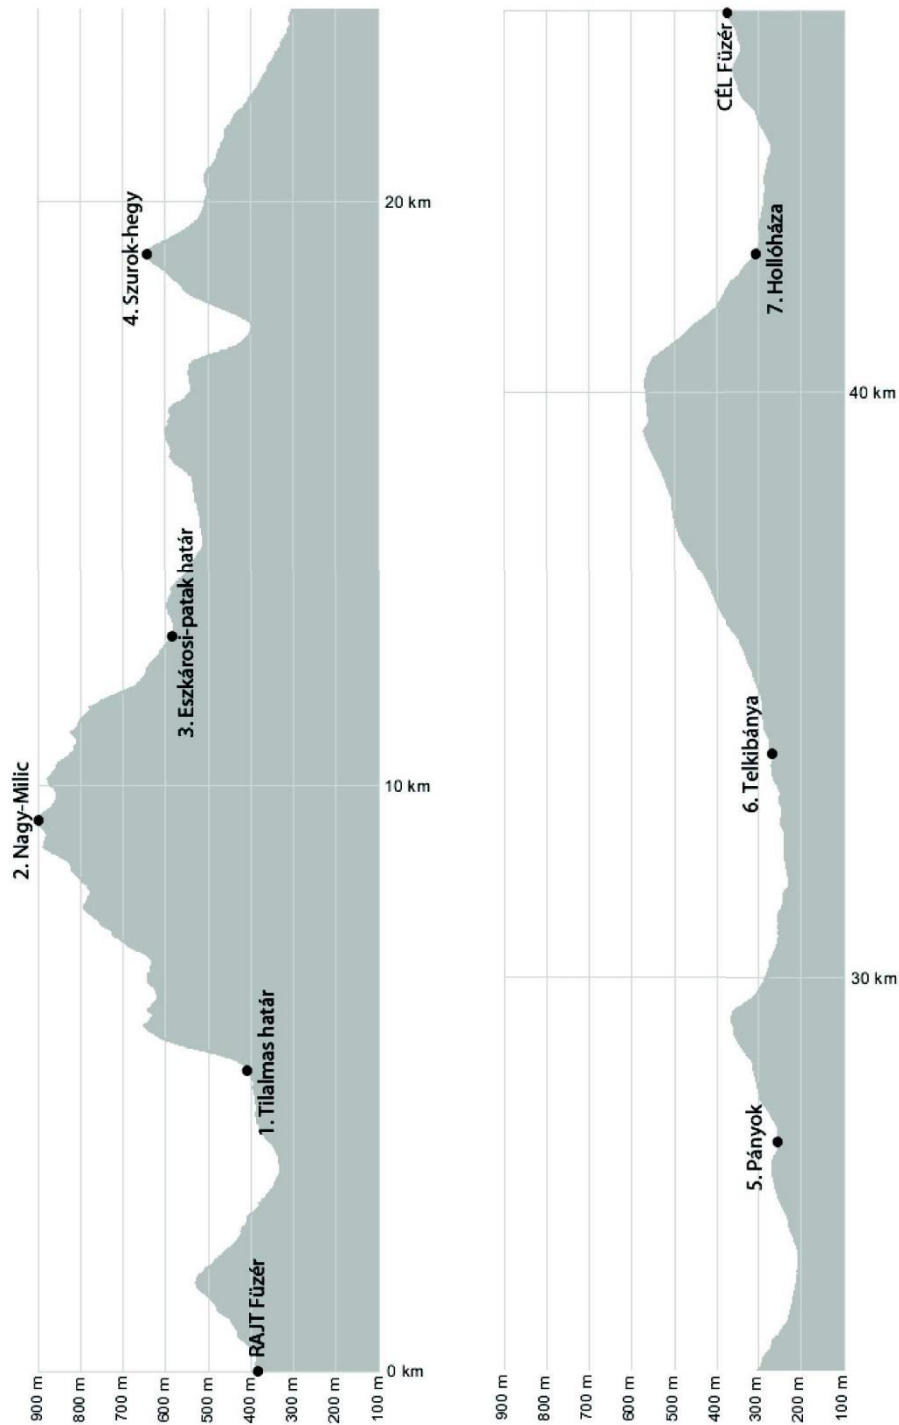 900 m
800 m
700 m
600 m
500 m
400 m
300 m
200 m
100 m
0 km
10 km
20 km
RAJT Füzér
1. Tilalmas határ
2. Nagy-Milic
3. Eszkárosi-patak határ
4. Szurok-hegy
900 m
800 m
700 m
600 m
500 m
400 m
300 m
200 m
100 m
30 km
40 km
5. Pányok
6. Telkibánya
7. Hollóháza
CÉL Füzér